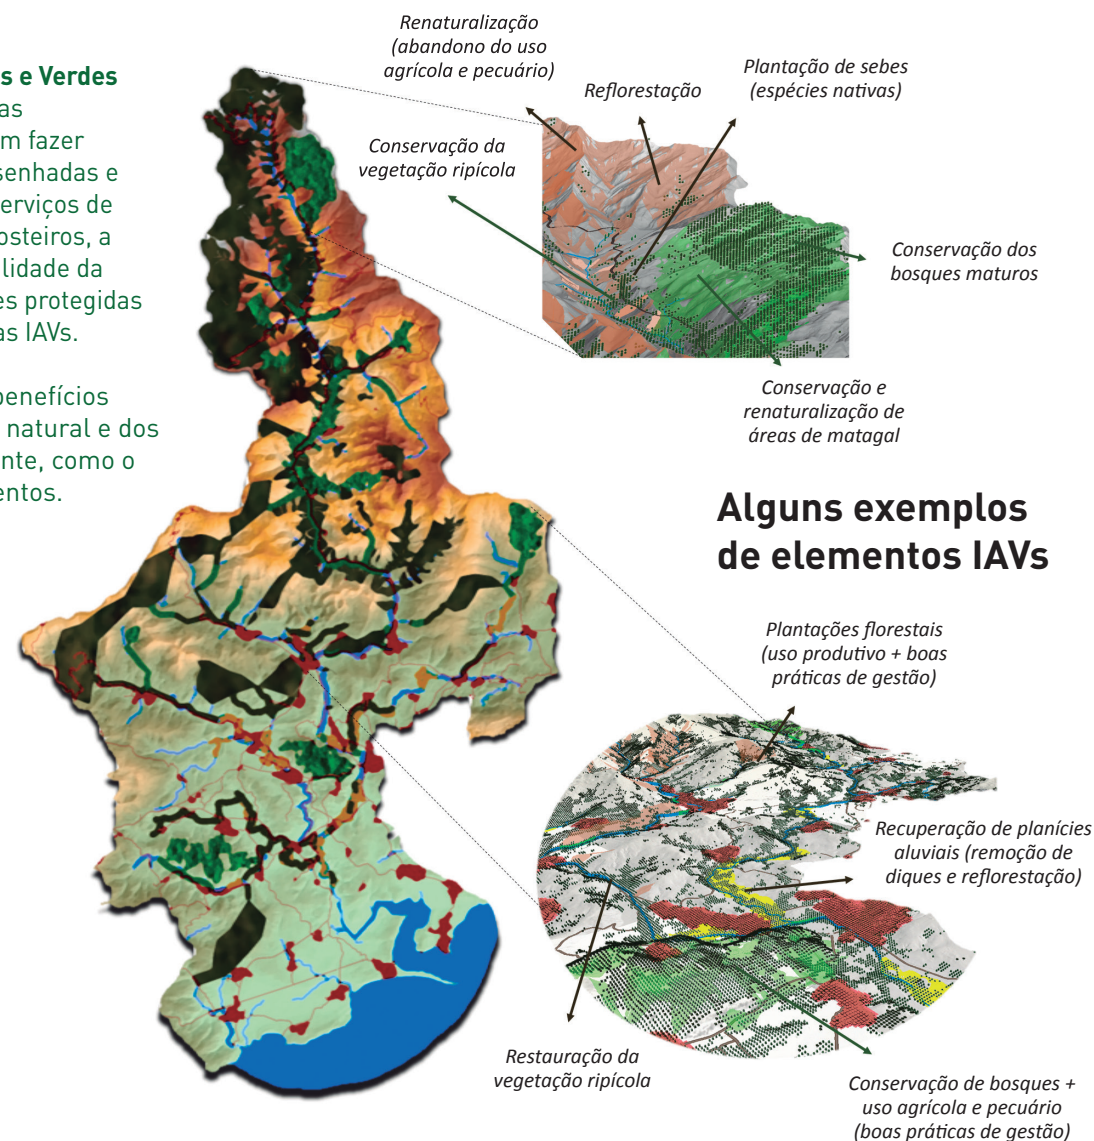 s e Verdes
as
m fazer
senhadas e
serviços de
osteiros, a
alidade da
es protegidas
as IAVs.
benefícios
natural e dos
nte, como o
entos.
Renaturalização
(abandono do uso
agrícola e pecuário)
Reflorestação
Plantação de sebes
(espécies nativas)
Conservação da
vegetação ripícola
Conservação dos
bosques maturos
Conservação e
renaturalização de
áreas de matagal
Alguns exemplos
de elementos IAVs
Plantações florestais
(uso produtivo + boas
práticas de gestão)
Recuperação de planícies
aluviais (remoção de
diques e reflorestação)
Restauração da
vegetação ripícola
Conservação de bosques +
uso agrícola e pecuário
(boas práticas de gestão)